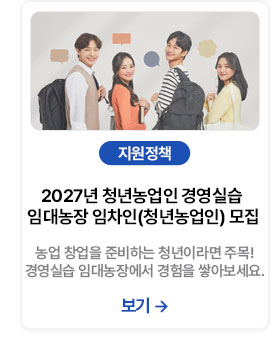 지원정책
2027년 청년농업인 경영실습
임대농장 임차인(청년농업인) 모집
농업 창업을 준비하는 청년이라면 주목!
경영실습 임대농장에서 경험을 쌓아보세요.
보기 →